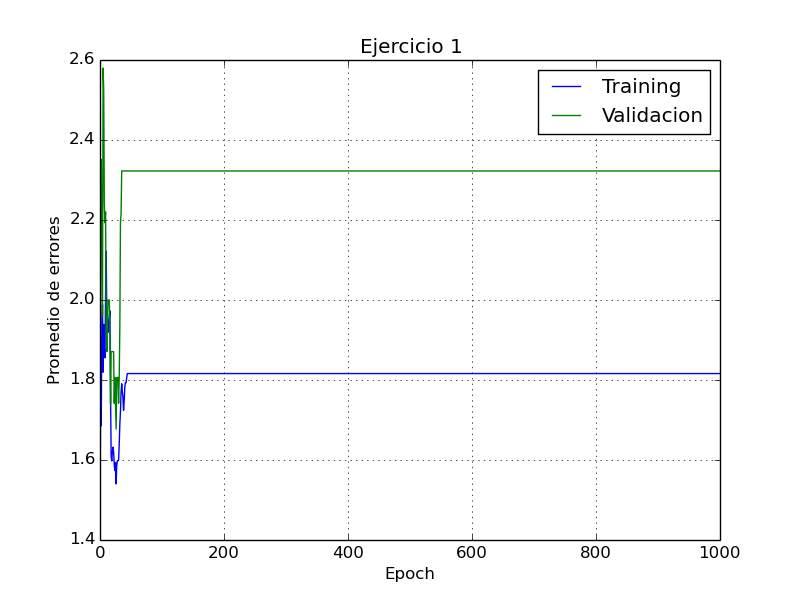 Ejercicio 1
2.6
2.4
2.2
2.0
1.8
1.6
1.4
Promedio de errores
Training
Validacion
0
200
400
600
800
1000
Epoch